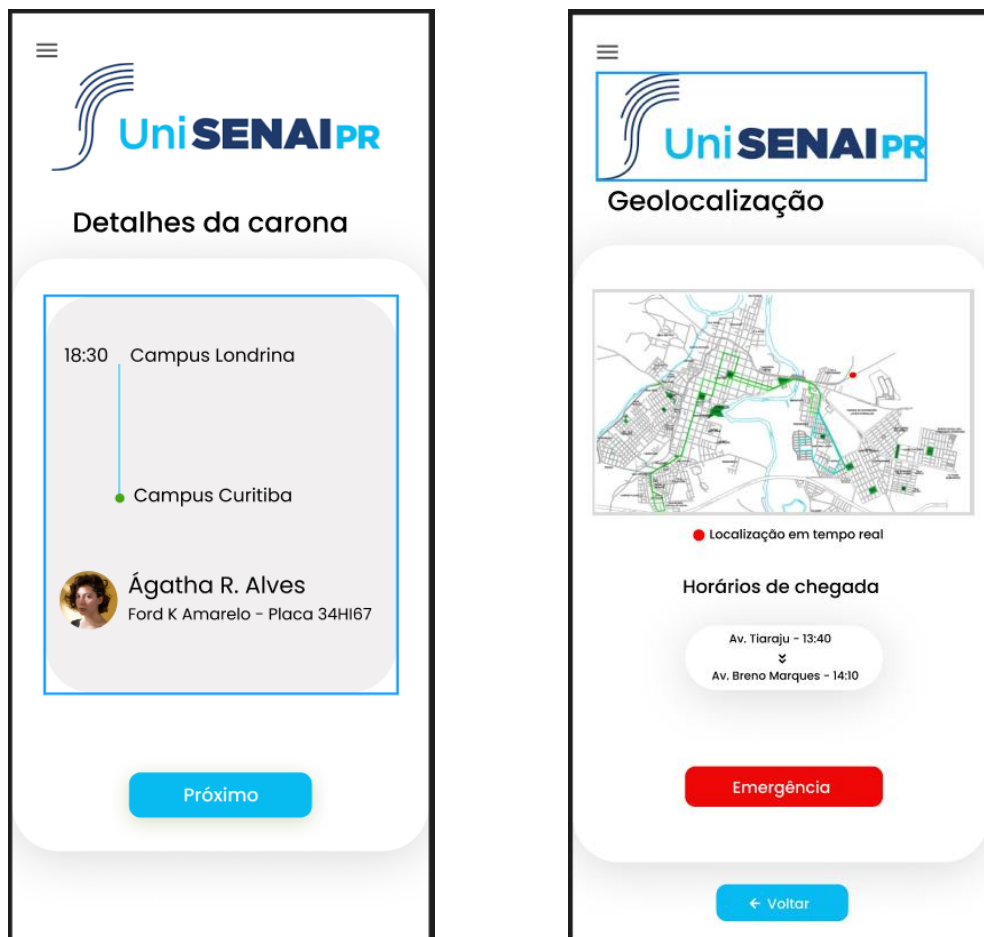 UniSENAIPR
Detalhes da carona
18:30 Campus Londrina
Campus Curitiba
Ágatha R. Alves
Ford K Amarelo - Placa 34HI67
Próximo
UniSENAIPR
Geolocalização
Localização em tempo real
Horários de chegada
Av. Tiaraju - 13:40
Av. Breno Marques - 14:10
Emergência
Voltar